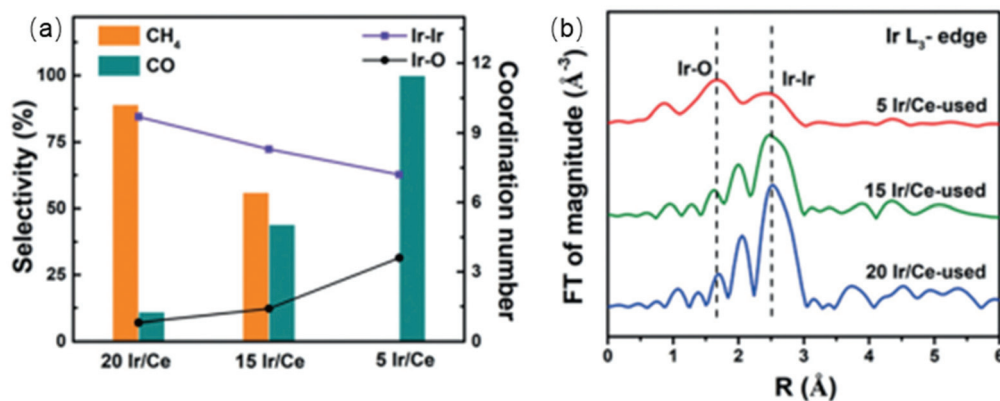 (a)
CH₄
CO
Ir-Ir
Ir-O
Selectivity (%)
100
75
50
25
0
Coordination number
12
9
6
3
0
20 Ir/Ce
15 Ir/Ce
5 Ir/Ce
(b)
Ir L₃- edge
Ir-O
Ir-Ir
5 Ir/Ce-used
15 Ir/Ce-used
20 Ir/Ce-used
FT of magnitude (Å⁻³)
0
1
2
3
4
5
6
R (Å)